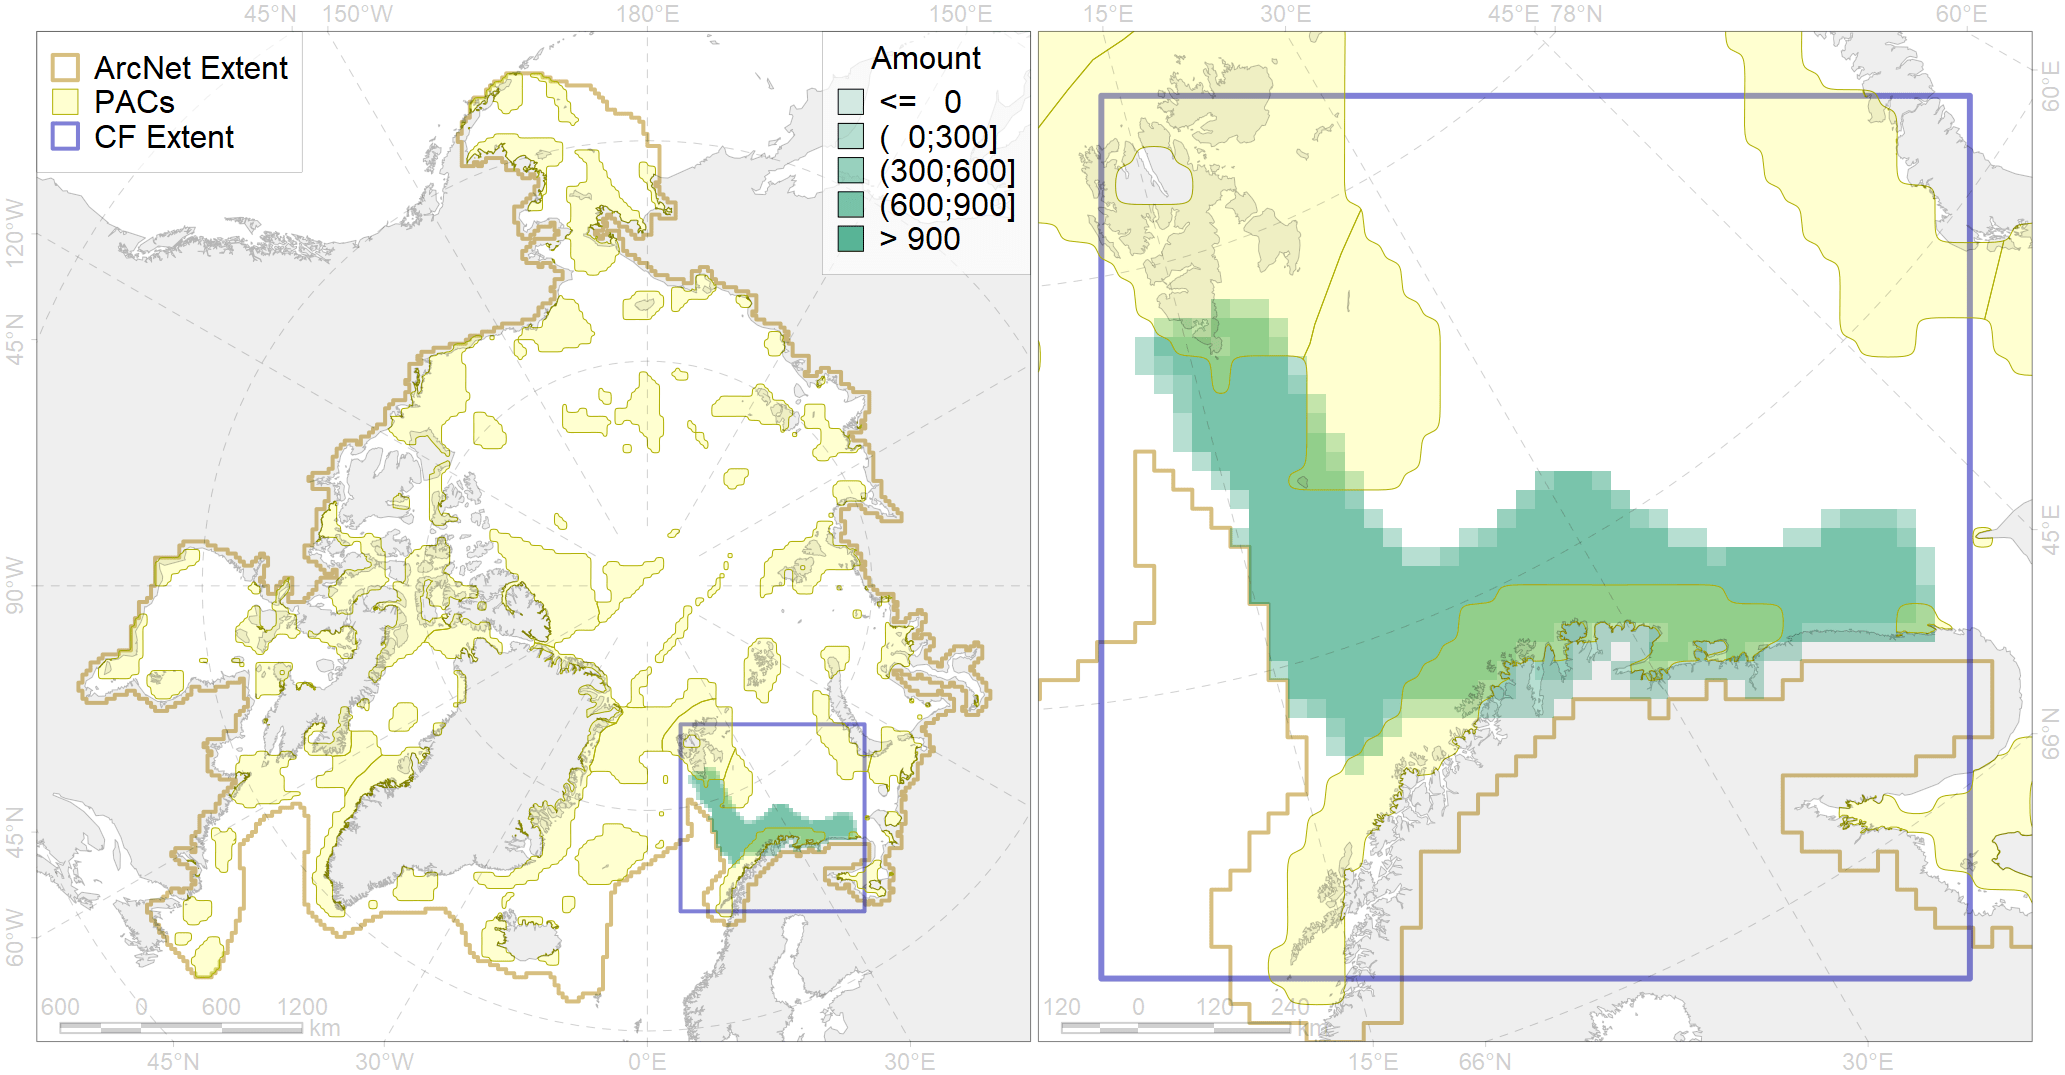 45°N 150°W 180°E 150°E 15°E 30°E 45°E 78°N 60°E
ArcNet Extent
PACs
CF Extent
Amount
<= 0
( 0;300]
(300;600]
(600;900]
> 900
120°W
45°N
90°W
45°N
60°W
60°E
45°E
66°N
600 0 600 1200
km
120 0 120 240
km
45°N 30°W 0°E 30°E 15°E 66°N 30°E